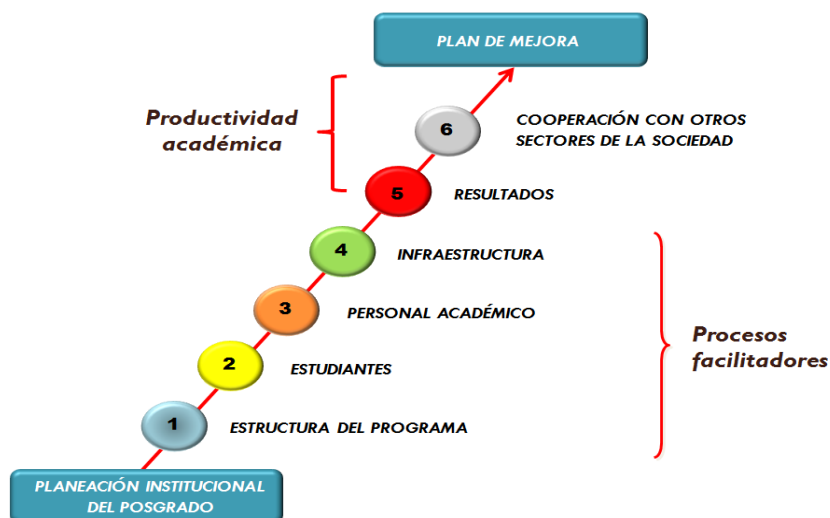 PLAN DE MEJORA
Productividad
académica
6
COOPERACIÓN CON OTROS
SECTORES DE LA SOCIEDAD
5
RESULTADOS
4
INFRAESTRUCTURA
3
PERSONAL ACADÉMICO
Procesos
facilitadores
2
ESTUDIANTES
1
ESTRUCTURA DEL PROGRAMA
PLANEACIÓN INSTITUCIONAL
DEL POSGRADO